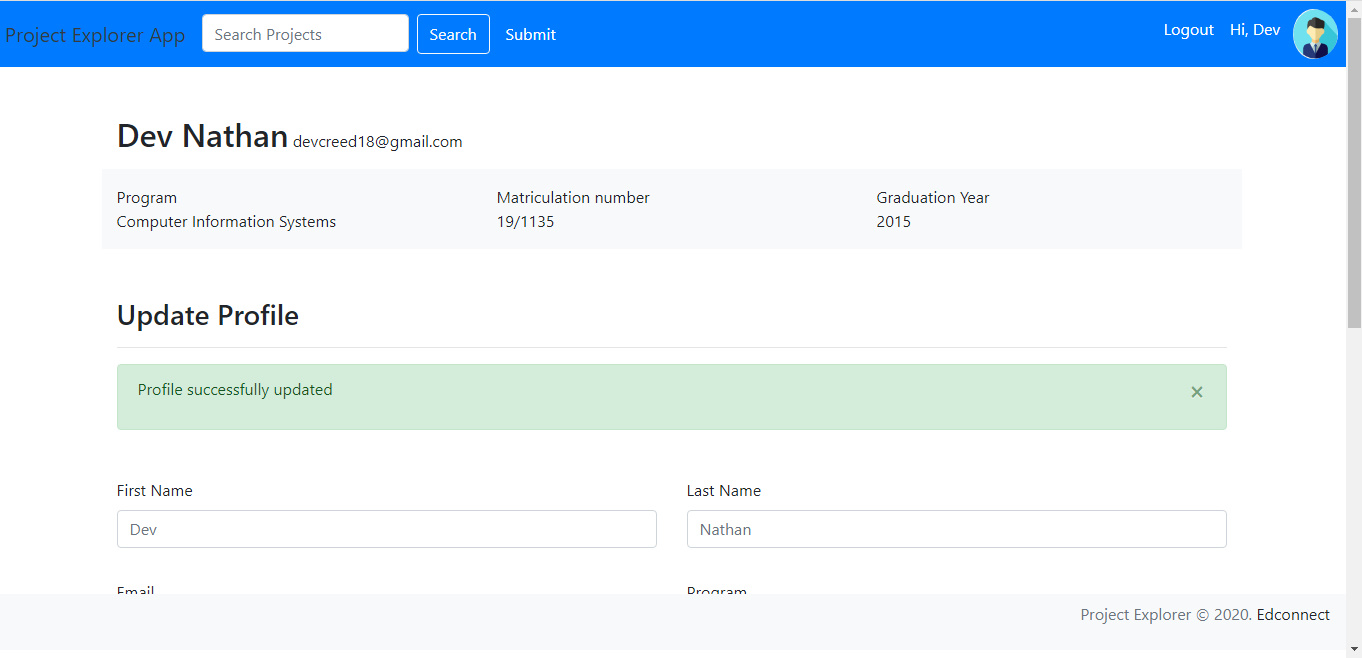 Project Explorer App Search Projects Search Submit Logout Hi, Dev
Dev Nathan devcreed18@gmail.com
Program Matriculation number Graduation Year
Computer Information Systems 19/1135 2015
Update Profile
Profile successfully updated ×
First Name Last Name
Dev Nathan
Email Program
Project Explorer © 2020. Edconnect